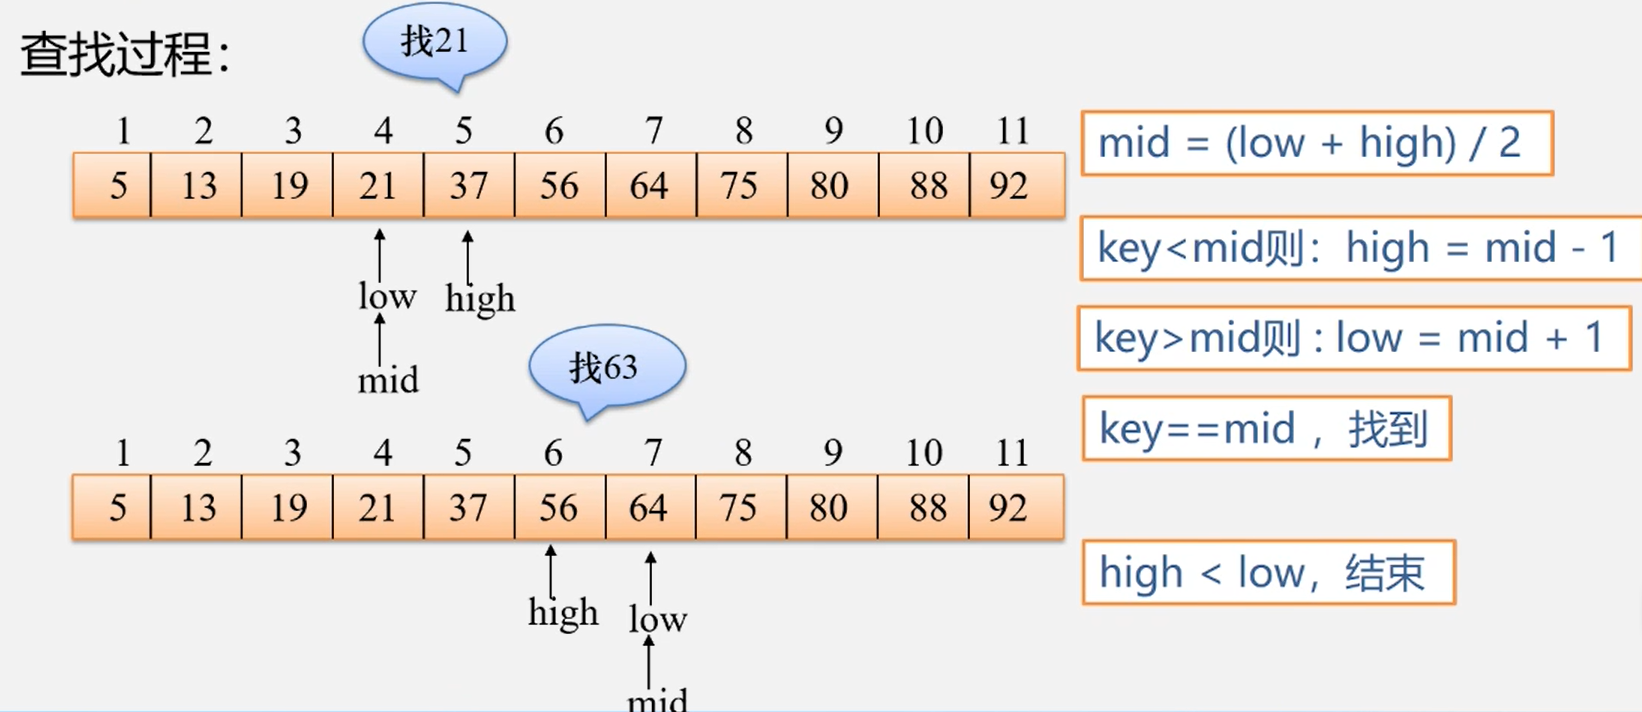 查找过程：
找21
1 2 3 4 5 6 7 8 9 10 11
5 13 19 21 37 56 64 75 80 88 92
low high
mid
找63
1 2 3 4 5 6 7 8 9 10 11
5 13 19 21 37 56 64 75 80 88 92
high low
mid
mid = (low + high) / 2
key<mid则：high = mid - 1
key>mid则 : low = mid + 1
key==mid ，找到
high < low，结束